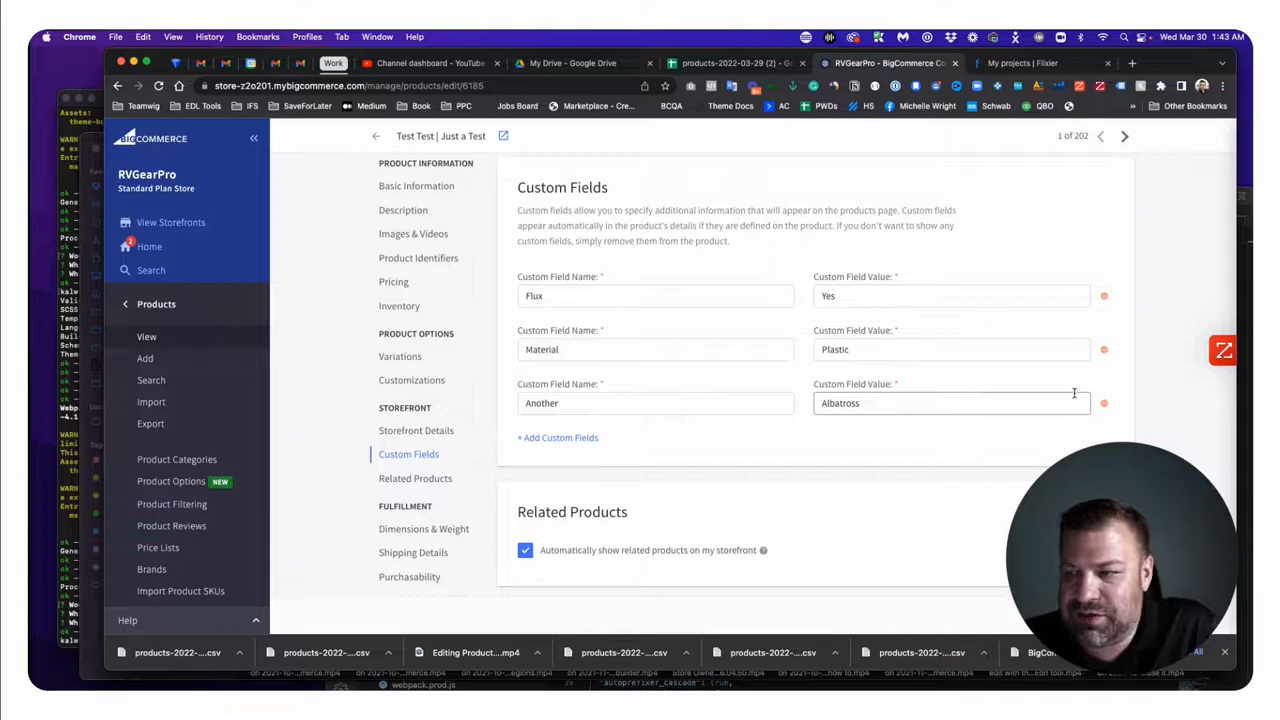 Chrome File Edit View History Bookmarks Profiles Tab Window Help
Wed Mar 30 1:43 AM
Work
Channel dashboard - YouTube
My Drive - Google Drive
products-2022-03-29 (2) - Go
RVGearPro - BigCommerce Co
My projects | Flixier
store-z2o201.mybigcommerce.com/manage/products/edit/6185
Teamwig EDL Tools IFS SaveForLater Medium Book PPC Jobs Board Marketplace - Cre... BCQA Theme Docs AC PWDs HS Michelle Wright Schwab QBO Other Bookmarks
BIGCOMMERCE
RVGearPro
Standard Plan Store
View Storefronts
2
Home
Search
Products
View
Add
Search
Import
Export
Product Categories
Product Options NEW
Product Filtering
Product Reviews
Price Lists
Brands
Import Product SKUs
Help
Test Test | Just a Test
1 of 202
PRODUCT INFORMATION
Basic Information
Description
Images & Videos
Product Identifiers
Pricing
Inventory
PRODUCT OPTIONS
Variations
Customizations
STOREFRONT
Storefront Details
Custom Fields
Related Products
FULFILLMENT
Dimensions & Weight
Shipping Details
Purchasability
Custom Fields
Custom fields allow you to specify additional information that will appear on the products page. Custom fields
appear automatically in the product's details if they are defined on the product. If you don't want to show any
custom fields, simply remove them from the product.
Custom Field Name: * Custom Field Value: *
Flux Yes
Custom Field Name: * Custom Field Value: *
Material Plastic
Custom Field Name: * Custom Field Value: *
Another Albatross
+ Add Custom Fields
Related Products
Automatically show related products on my storefront
products-2022-....csv
products-2022-....csv
Editing Product....mp4
products-2022-....csv
products-2022-....csv
products-2022-....csv
webpack.prod.js
39
"autoprefixer_cascade": true,